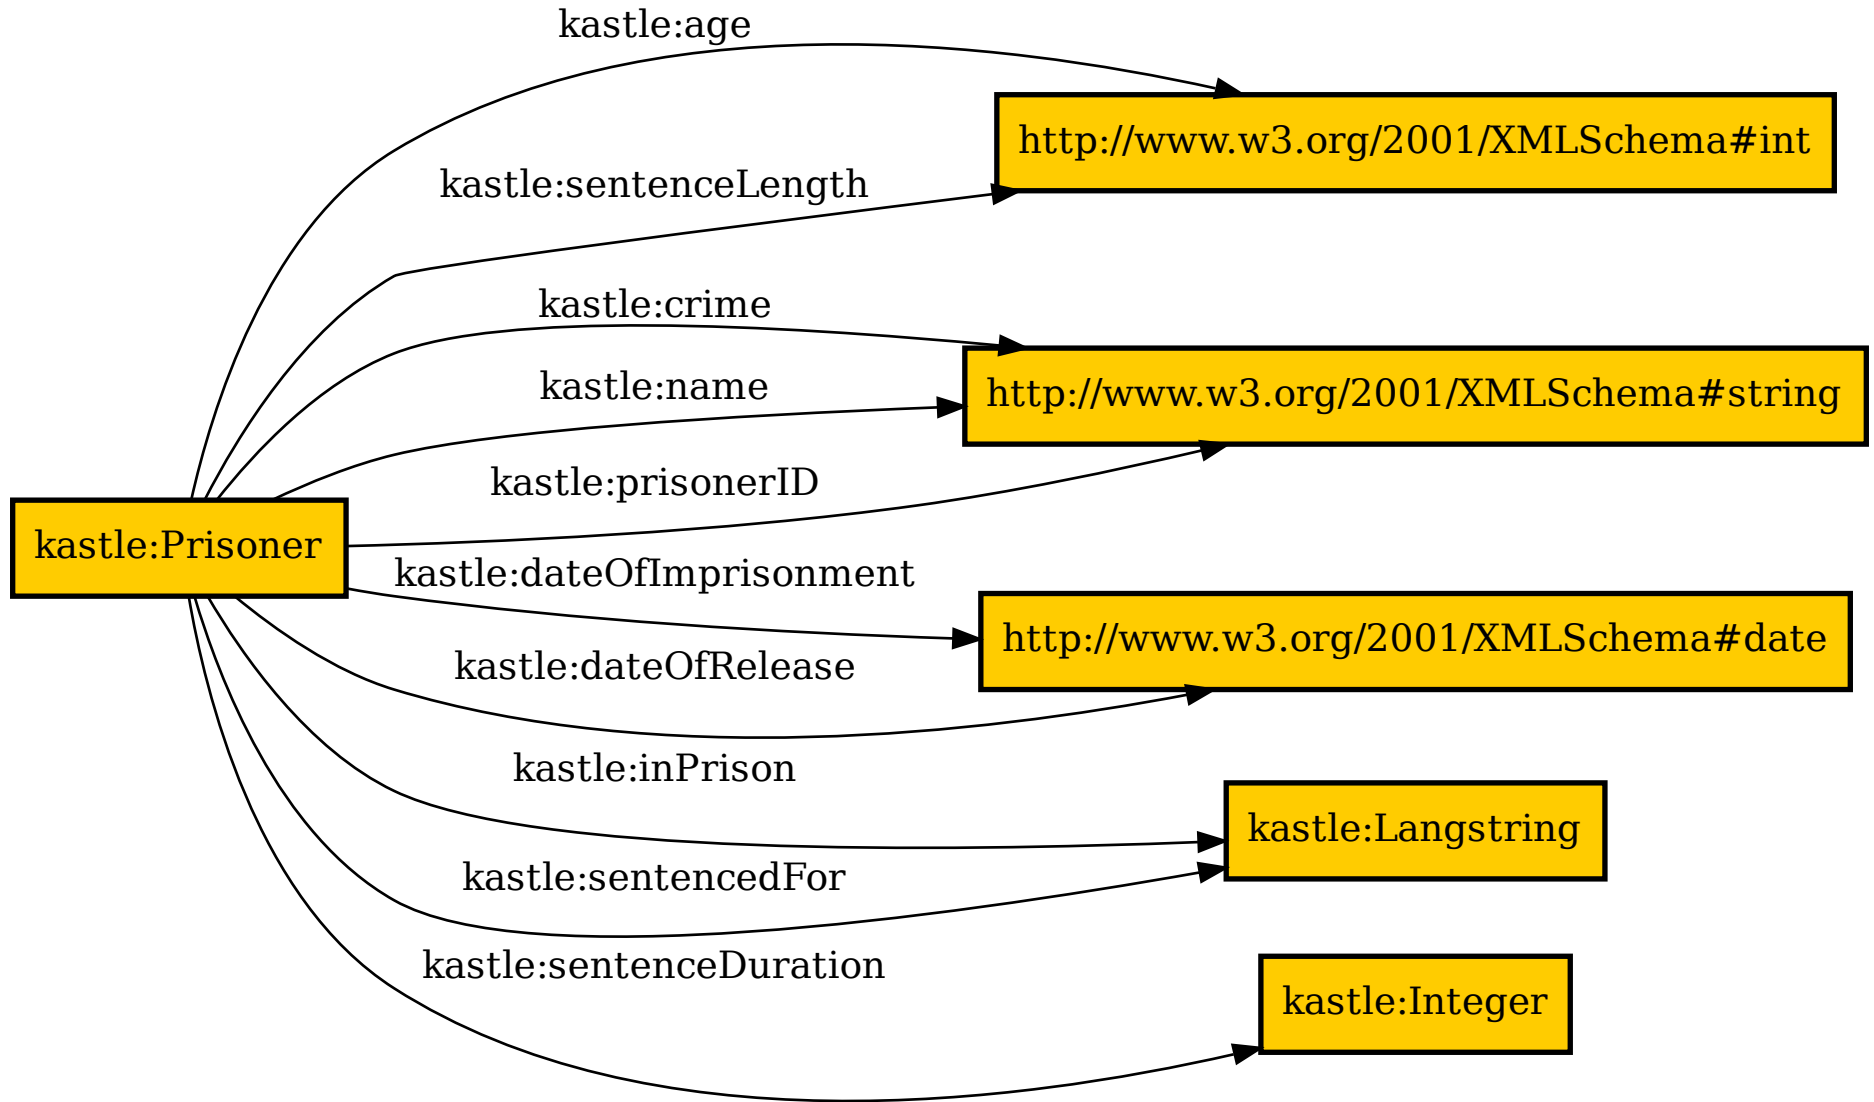 kastle:age
http://www.w3.org/2001/XMLSchema#int
kastle:sentenceLength
kastle:crime
kastle:name
http://www.w3.org/2001/XMLSchema#string
kastle:prisonerID
kastle:Prisoner
kastle:dateOfImprisonment
http://www.w3.org/2001/XMLSchema#date
kastle:dateOfRelease
kastle:inPrison
kastle:Langstring
kastle:sentencedFor
kastle:sentenceDuration
kastle:Integer